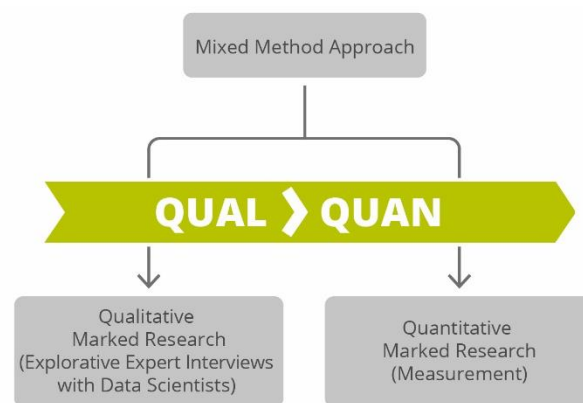 Mixed Method Approach
QUAL QUAN
Qualitative
Marked Research
(Explorative Expert Interviews
with Data Scientists)
Quantitative
Marked Research
(Measurement)